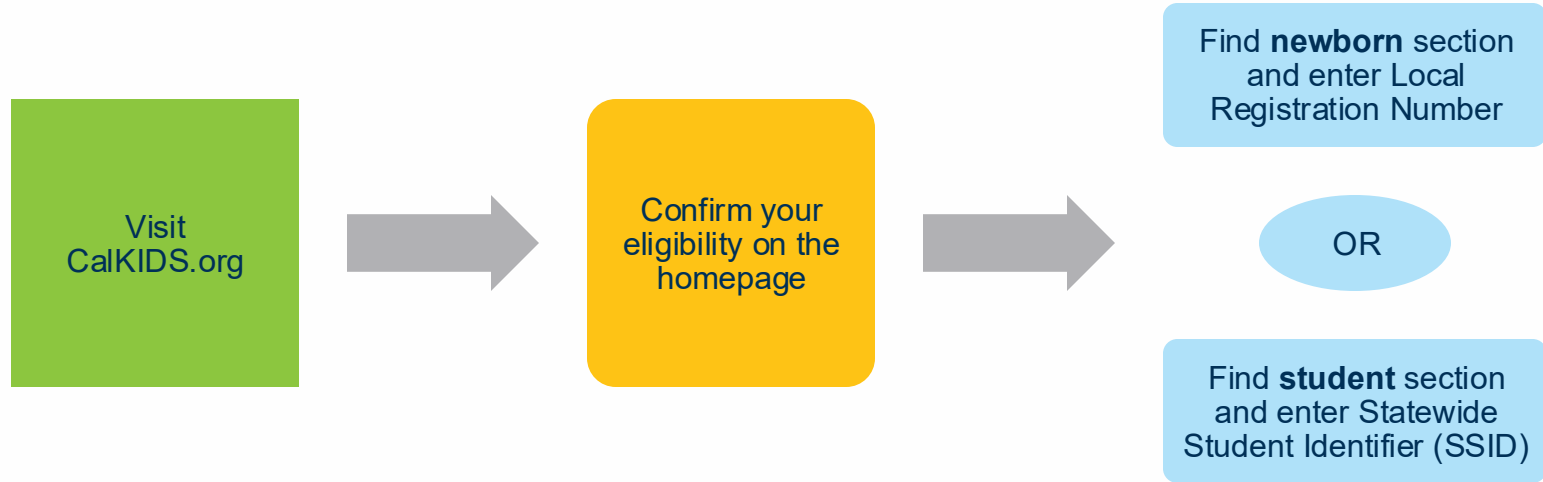 Visit
CalKIDS.org
Confirm your
eligibility on the
homepage
Find newborn section
and enter Local
Registration Number
OR
Find student section
and enter Statewide
Student Identifier (SSID)